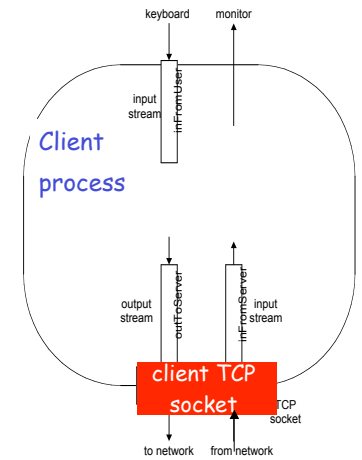 keyboard monitor
input
stream
inFromUser
Client
process
output
stream
outToServer
inFromServer
input
stream
client TCP
socket
TCP
socket
to network from network